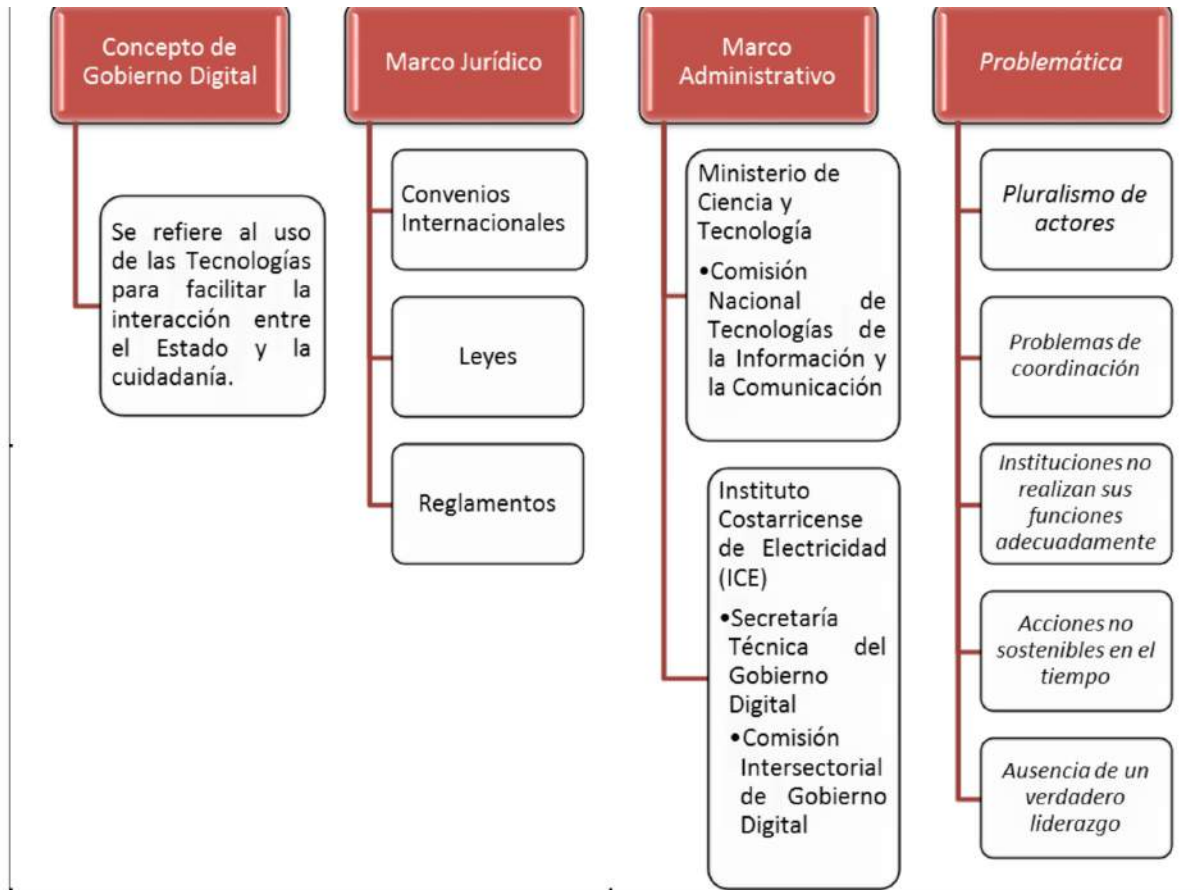 Concepto de
Gobierno Digital
Se refiere al uso
de las Tecnologías
para facilitar la
interacción entre
el Estado y la
cuidadanía.
Marco Jurídico
Convenios
Internacionales
Leyes
Reglamentos
Marco
Administrativo
Ministerio de
Ciencia y
Tecnología
•Comisión
Nacional de
Tecnologías de
la Información y
la Comunicación
Instituto
Costarricense
de Electricidad
(ICE)
•Secretaría
Técnica del
Gobierno
Digital
•Comisión
Intersectorial
de Gobierno
Digital
Problemática
Pluralismo de
actores
Problemas de
coordinación
Instituciones no
realizan sus
funciones
adecuadamente
Acciones no
sostenibles en el
tiempo
Ausencia de un
verdadero
liderazgo